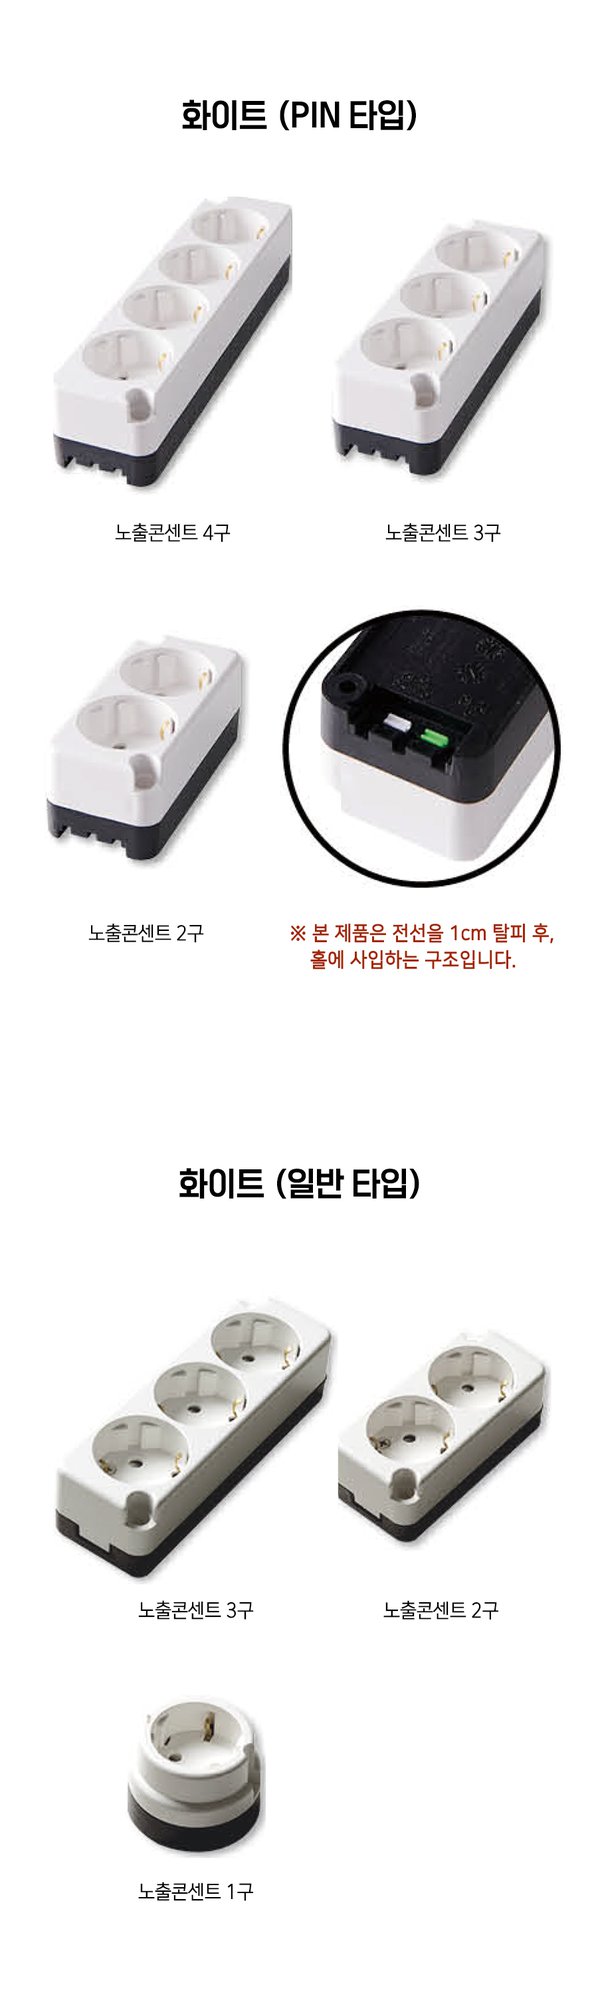 화이트 (PIN 타입)
노출콘센트 4구
노출콘센트 3구
노출콘센트 2구
※ 본 제품은 전선을 1cm 탈피 후,
홀에 사입하는 구조입니다.
화이트 (일반 타입)
노출콘센트 3구
노출콘센트 2구
노출콘센트 1구